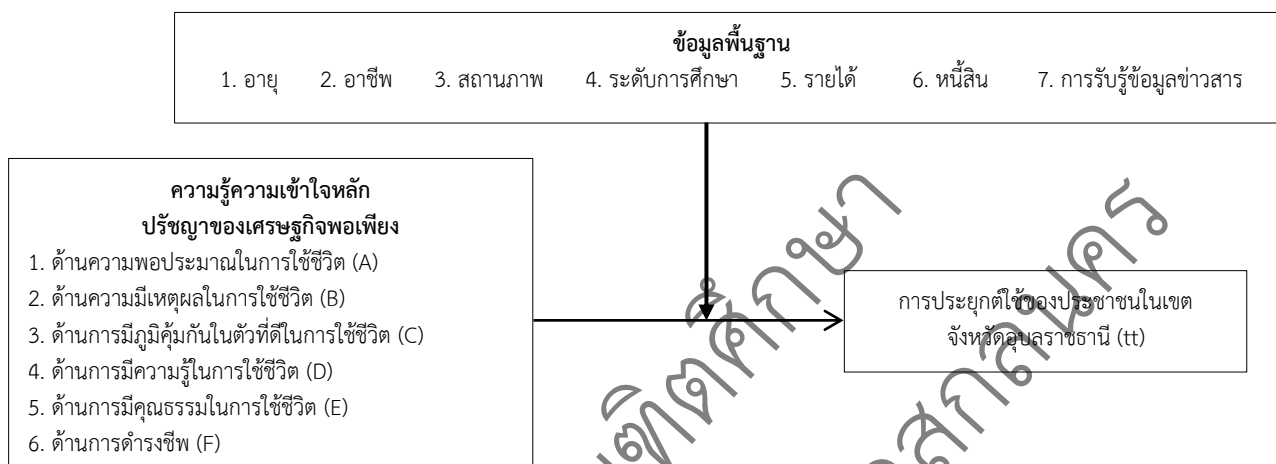 ข้อมูลพื้นฐาน
1. อายุ 2. อาชีพ 3. สถานภาพ 4. ระดับการศึกษา 5. รายได้ 6. หนี้สิน 7. การรับรู้ข้อมูลข่าวสาร
ความรู้ความเข้าใจหลัก
ปรัชญาของเศรษฐกิจพอเพียง
1. ด้านความพอประมาณในการใช้ชีวิต (A)
2. ด้านความมีเหตุผลในการใช้ชีวิต (B)
3. ด้านการมีภูมิคุ้มกันในตัวที่ดีในการใช้ชีวิต (C)
4. ด้านการมีความรู้ในการใช้ชีวิต (D)
5. ด้านการมีคุณธรรมในการใช้ชีวิต (E)
6. ด้านการดำรงชีพ (F)
การประยุกต์ใช้ของประชาชนในเขต
จังหวัดอุบลราชธานี (tt)